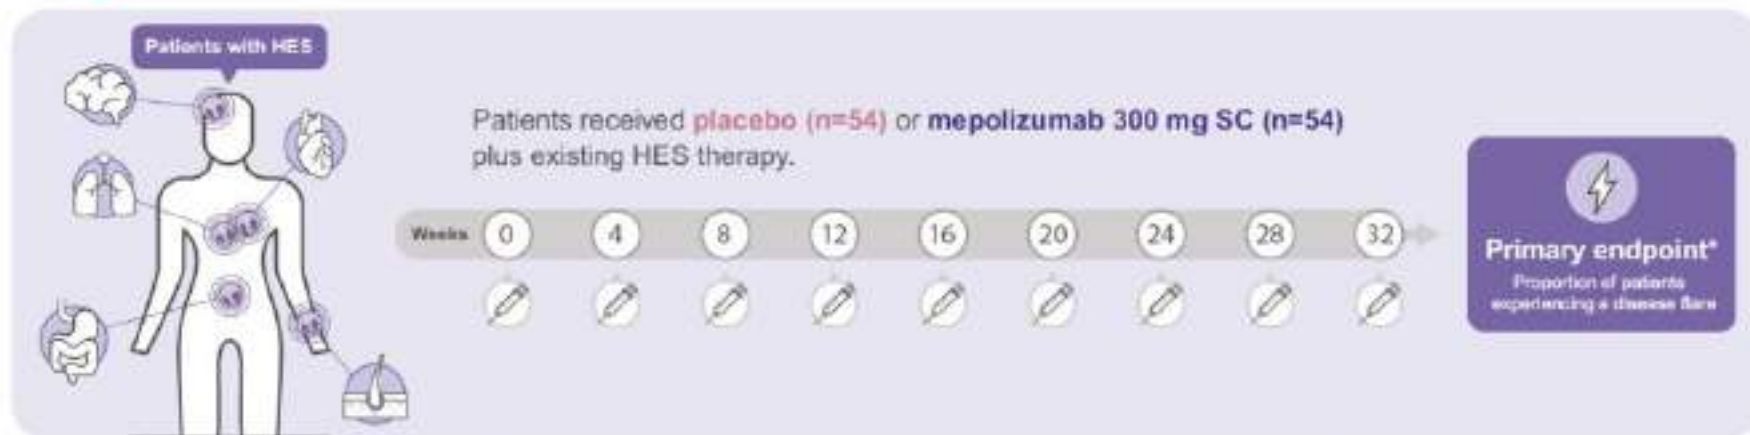 Patients with HES
Patients received placebo (n=54) or mepolizumab 300 mg SC (n=54)
plus existing HES therapy.
Weeks 0 4 8 12 16 20 24 28 32
Primary endpoint*
Proportion of patients
experiencing a disease flare